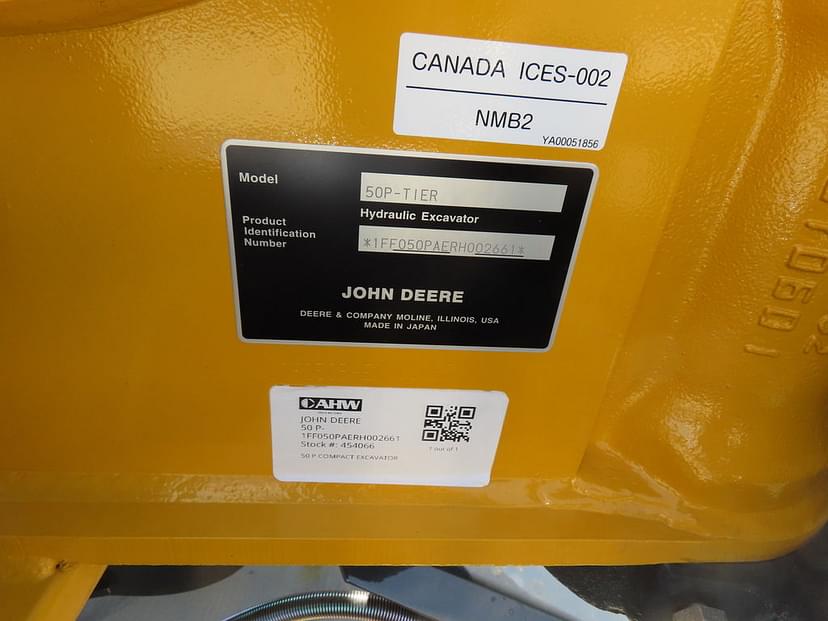 CANADA ICES-002
NMB2
YA00051856
Model
50P-TIER
Hydraulic Excavator
Product
Identification
Number
*1FF050PAERH002661*
JOHN DEERE
DEERE & COMPANY MOLINE, ILLINOIS, USA
MADE IN JAPAN
AHW
JOHN DEERE
50 P-
1FF050PAERH002661
Stock #: 454066
1 out of 1
50 P COMPACT EXCAVATOR